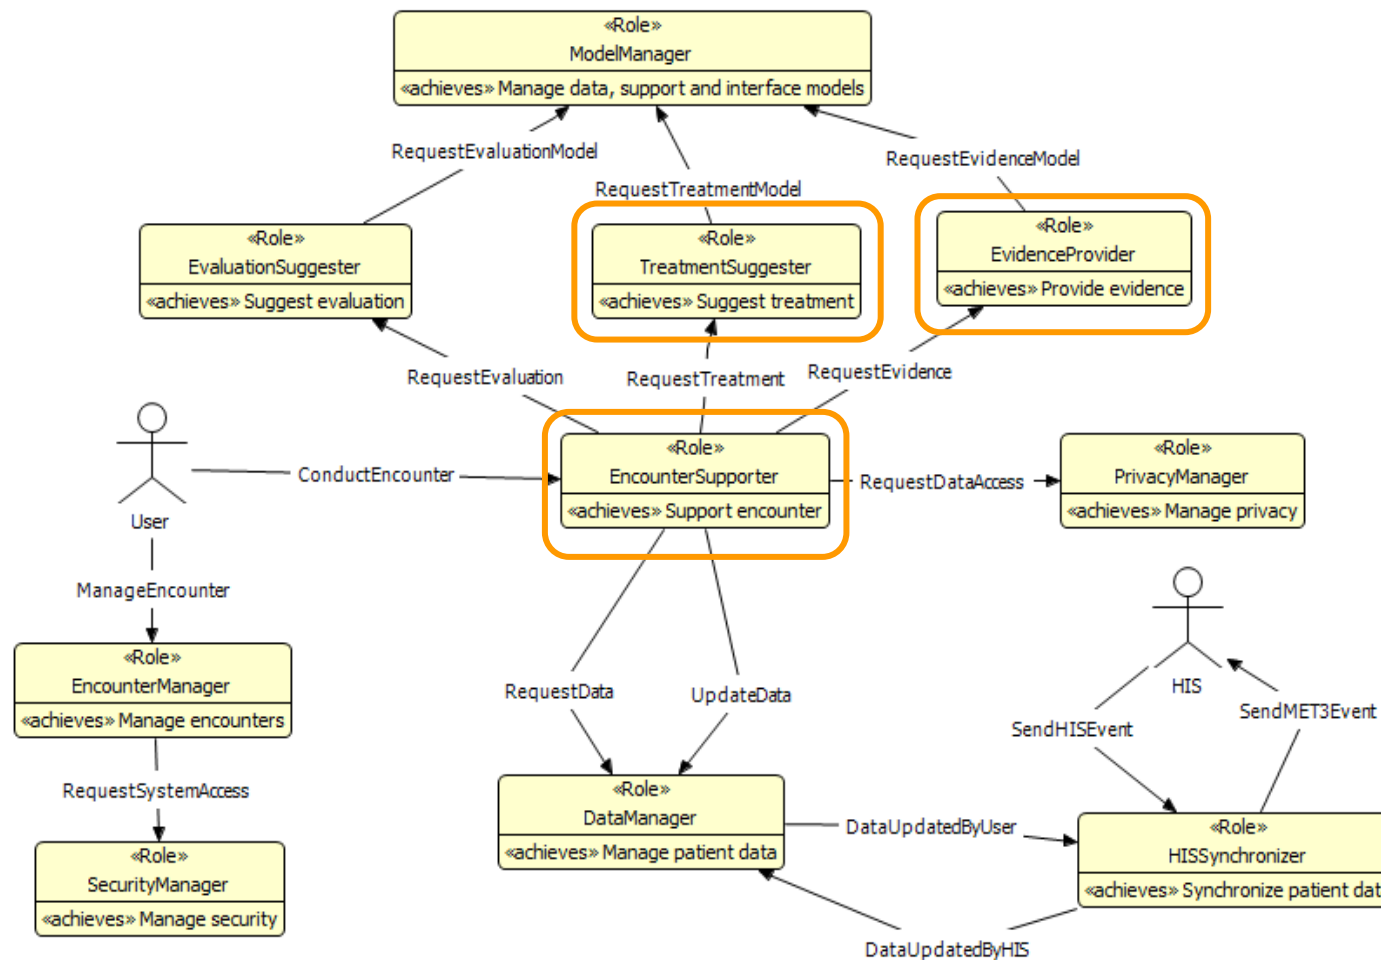 «Role»
ModelManager
«achieves» Manage data, support and interface models
RequestEvaluationModel
RequestEvidenceModel
RequestTreatmentModel
«Role»
EvaluationSuggester
«achieves» Suggest evaluation
«Role»
TreatmentSuggester
«achieves» Suggest treatment
«Role»
EvidenceProvider
«achieves» Provide evidence
RequestEvaluation
RequestTreatment
RequestEvidence
User
ConductEncounter
«Role»
EncounterSupporter
«achieves» Support encounter
RequestDataAccess
«Role»
PrivacyManager
«achieves» Manage privacy
ManageEncounter
«Role»
EncounterManager
«achieves» Manage encounters
RequestData
UpdateData
HIS
SendHISEvent
SendMET3Event
RequestSystemAccess
«Role»
SecurityManager
«achieves» Manage security
«Role»
DataManager
«achieves» Manage patient data
DataUpdatedByUser
«Role»
HISSynchronizer
«achieves» Synchronize patient dat
DataUpdatedByHIS